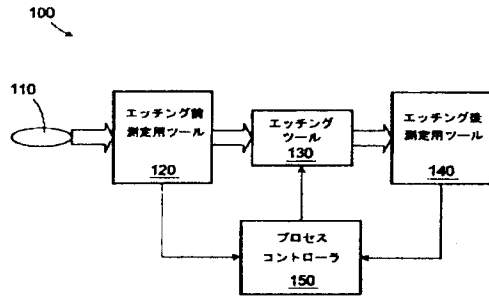 100
110
エッチング前
測定用ツール
120
エッチング
ツール
130
エッチング後
測定用ツール
140
プロセス
コントローラ
150